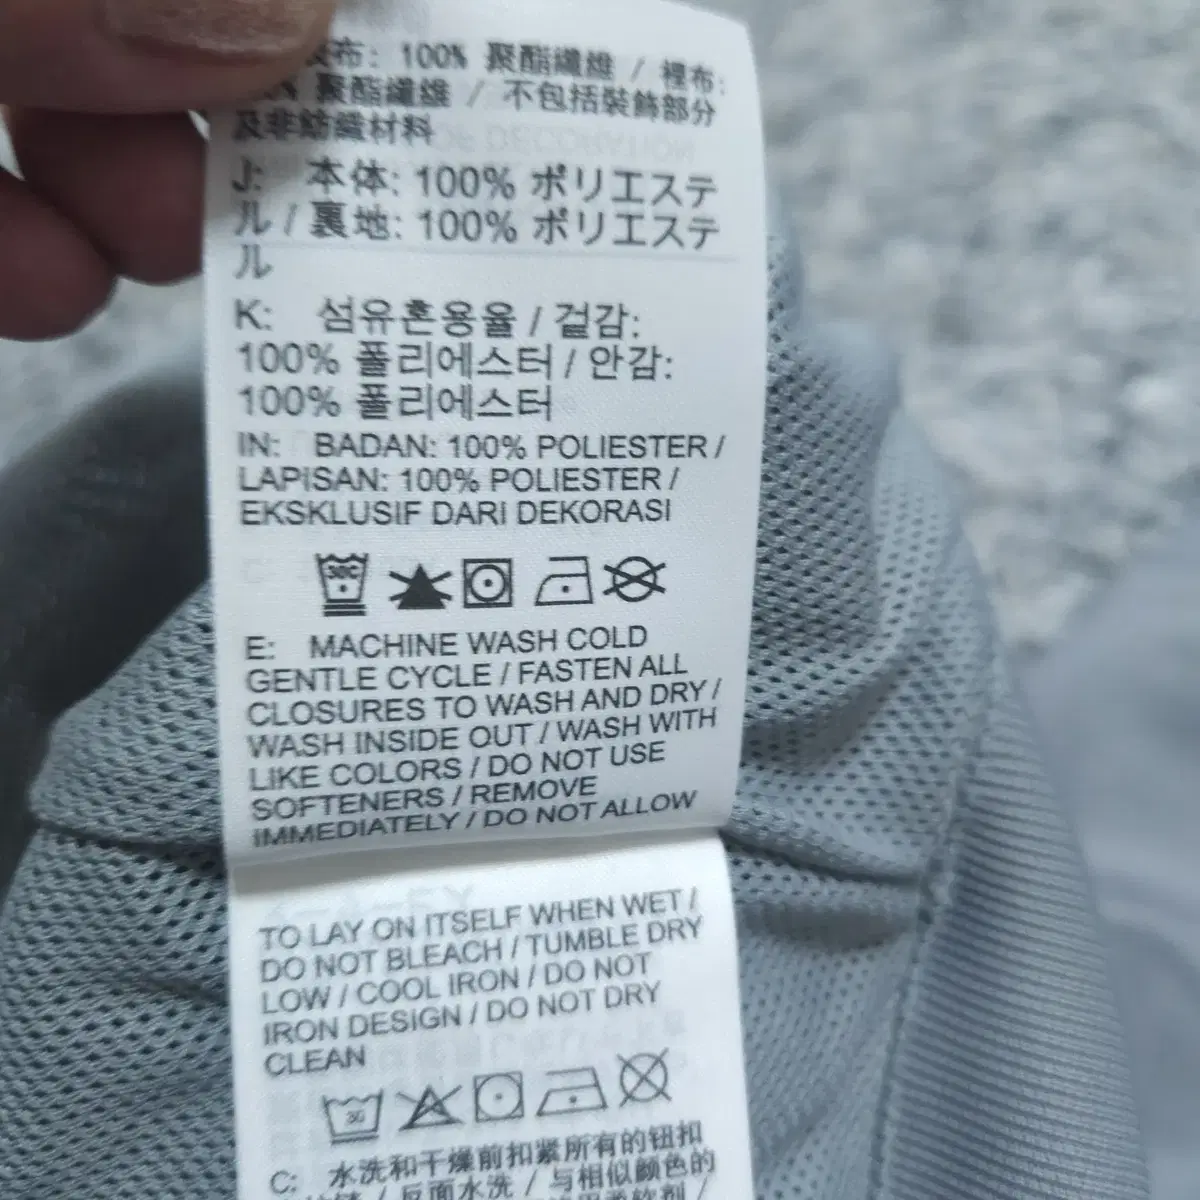 布: 100% 聚酯纖維 / 裡布:
聚酯纖維 / 不包括裝飾部分
及非紡織材料
J: 本体: 100% ポリエステ
ル / 裏地: 100% ポリエステ
ル
K: 섬유혼용율 / 겉감:
100% 폴리에스터 / 안감:
100% 폴리에스터
IN: BADAN: 100% POLIESTER /
LAPISAN: 100% POLIESTER /
EKSKLUSIF DARI DEKORASI
30C
E: MACHINE WASH COLD
GENTLE CYCLE / FASTEN ALL
CLOSURES TO WASH AND DRY /
WASH INSIDE OUT / WASH WITH
LIKE COLORS / DO NOT USE
SOFTENERS / REMOVE
IMMEDIATELY / DO NOT ALLOW
TO LAY ON ITSELF WHEN WET /
DO NOT BLEACH / TUMBLE DRY
LOW / COOL IRON / DO NOT
IRON DESIGN / DO NOT DRY
CLEAN
30
C: 水洗和干燥前扣紧所有的钮扣
/ 反面水洗 / 与相似颜色的